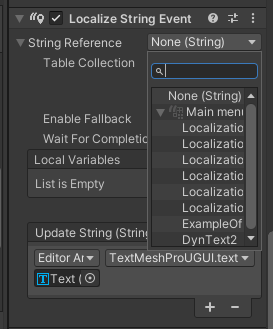 Localize String Event
String Reference
None (String)
Table Collection
None (String)
Main menu
Localizatio
Localizatio
Localizatio
Localizatio
Localizatio
Localizatio
ExampleOf
DynText2
Enable Fallback
Wait For Completio
Local Variables
List is Empty
Update String (String
Editor Ar
TextMeshProUGUI.text
Text (